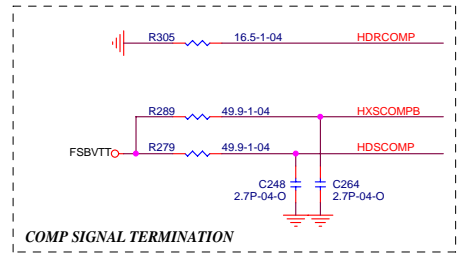 R305 16.5-1-04 HDRCOMP
R289 49.9-1-04 HXSCOMPB
FSBVTT R279 49.9-1-04 HDSCOMP
C248 C264
2.7P-04-O 2.7P-04-O
COMP SIGNAL TERMINATION